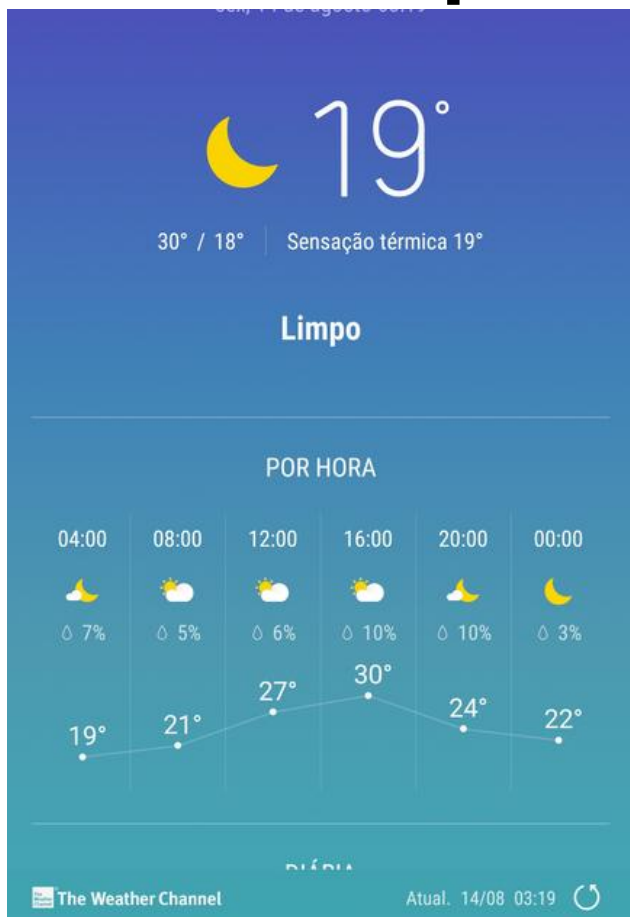 19°
30° / 18° Sensação térmica 19°
Limpo
POR HORA
04:00 08:00 12:00 16:00 20:00 00:00
7% 5% 6% 10% 10% 3%
19° 21° 27° 30° 24° 22°
The Weather Channel Atual. 14/08 03:19